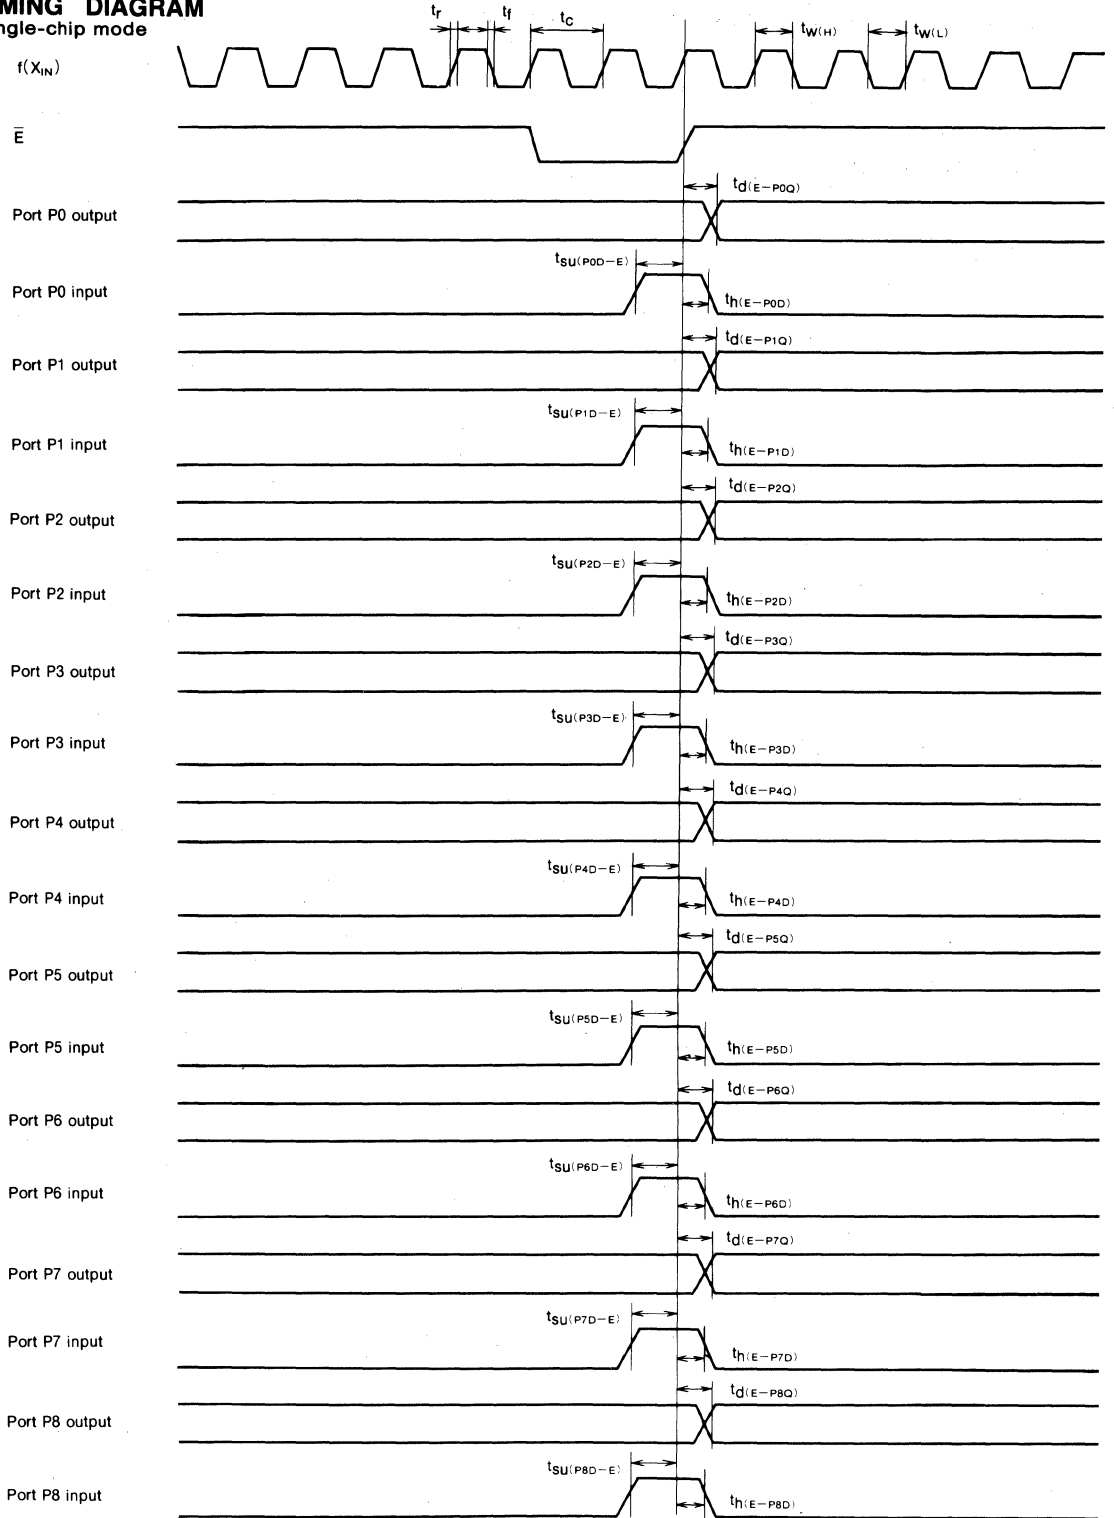 MING DIAGRAM
ngle-chip mode
tr tf tc tW(H) tW(L)
f(XIN)
E̅
td(E−P0Q)
Port P0 output
tsu(P0D−E)
Port P0 input
th(E−P0D)
td(E−P1Q)
Port P1 output
tsu(P1D−E)
Port P1 input
th(E−P1D)
td(E−P2Q)
Port P2 output
tsu(P2D−E)
Port P2 input
th(E−P2D)
td(E−P3Q)
Port P3 output
tsu(P3D−E)
Port P3 input
th(E−P3D)
td(E−P4Q)
Port P4 output
tsu(P4D−E)
Port P4 input
th(E−P4D)
td(E−P5Q)
Port P5 output
tsu(P5D−E)
Port P5 input
th(E−P5D)
td(E−P6Q)
Port P6 output
tsu(P6D−E)
Port P6 input
th(E−P6D)
td(E−P7Q)
Port P7 output
tsu(P7D−E)
Port P7 input
th(E−P7D)
td(E−P8Q)
Port P8 output
tsu(P8D−E)
Port P8 input
th(E−P8D)